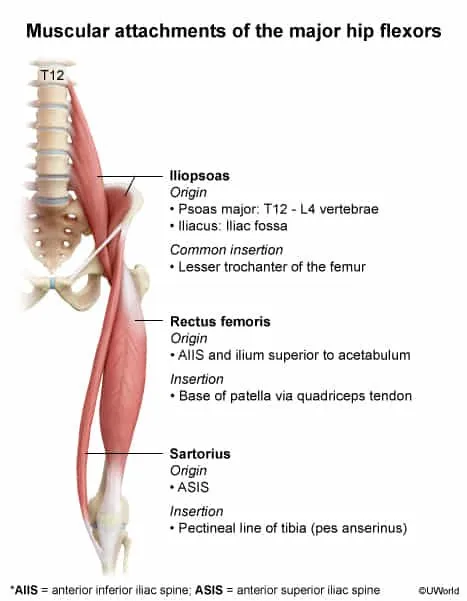 Muscular attachments of the major hip flexors
T12
Iliopsoas
Origin
• Psoas major: T12 - L4 vertebrae
• Iliacus: Iliac fossa
Common insertion
• Lesser trochanter of the femur
Rectus femoris
Origin
• AIIS and ilium superior to acetabulum
Insertion
• Base of patella via quadriceps tendon
Sartorius
Origin
• ASIS
Insertion
• Pectineal line of tibia (pes anserinus)
*AIIS = anterior inferior iliac spine; ASIS = anterior superior iliac spine ©UWorld